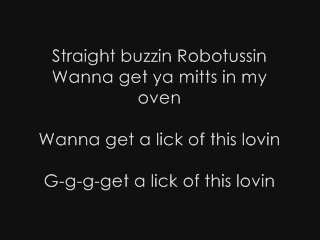 Straight buzzin Robotussin
Wanna get ya mitts in my
oven
Wanna get a lick of this lovin
G-g-g-get a lick of this lovin